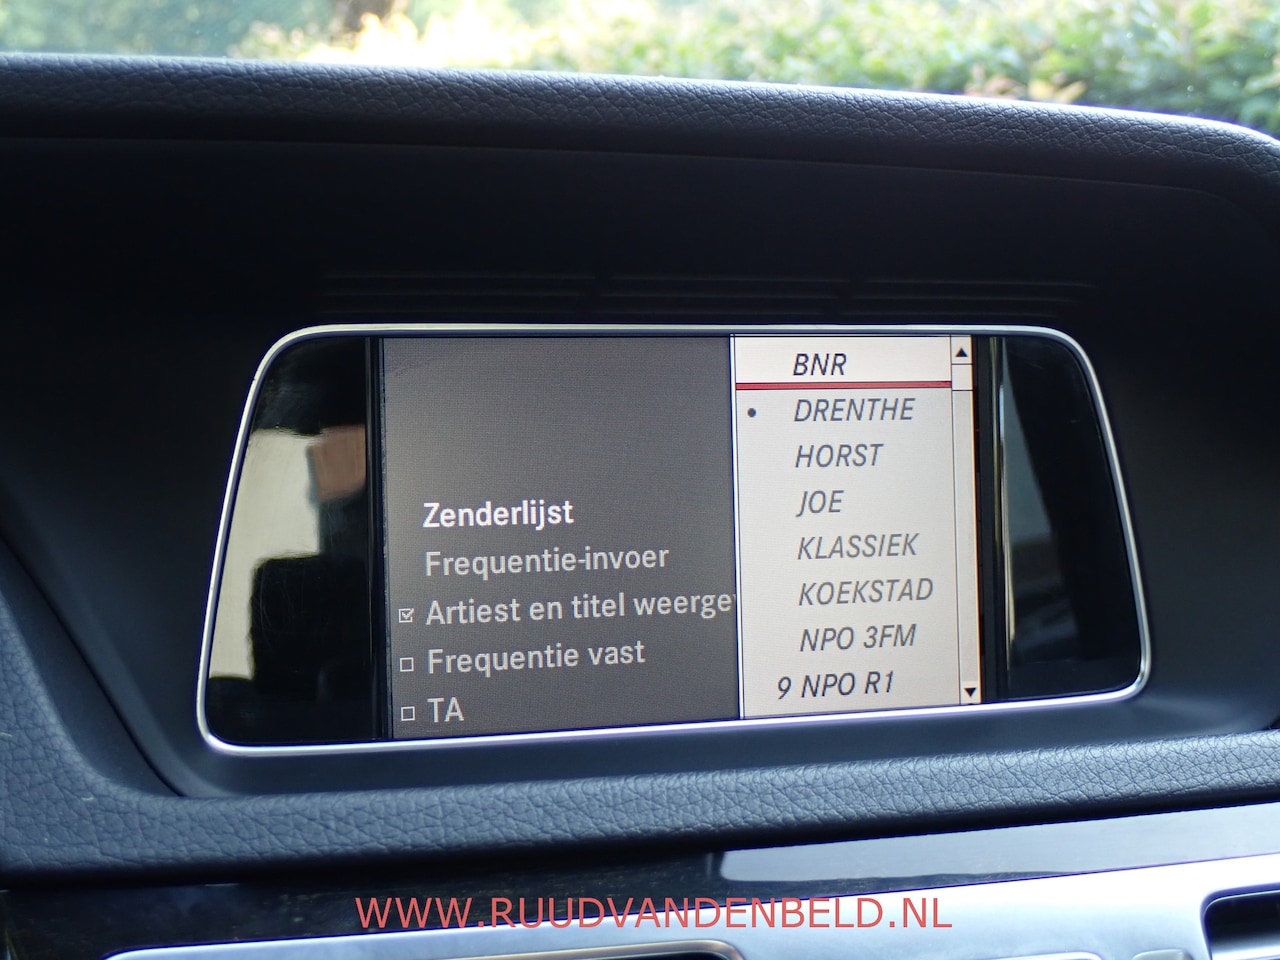 Zenderlijst
Frequentie-invoer
Artiest en titel weerge
Frequentie vast
TA
BNR
DRENTHE
HORST
JOE
KLASSIEK
KOEKSTAD
NPO 3FM
9 NPO R1
WWW.RUUDVANDENBELD.NL